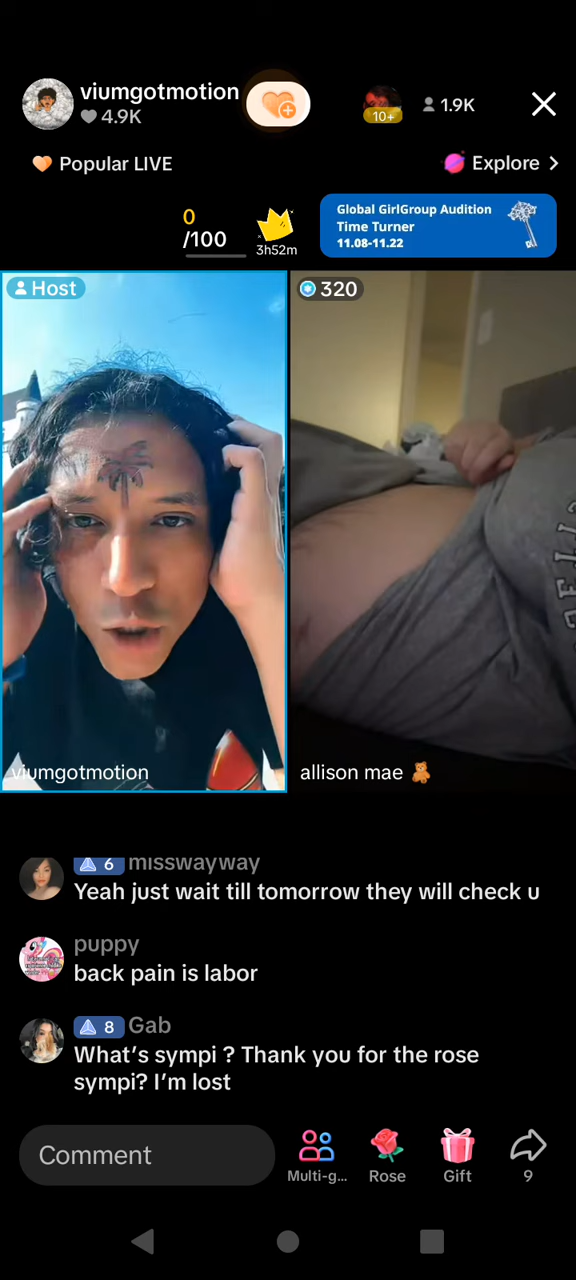 viumgotmotion
4.9K
10+
1.9K
Popular LIVE
Explore
0
/100
3h52m
Global GirlGroup Audition
Time Turner
11.08-11.22
Host
320
viumgotmotion
allison mae
6 misswayway
Yeah just wait till tomorrow they will check u
puppy
back pain is labor
8 Gab
What's sympi ? Thank you for the rose
sympi? I'm lost
Comment
Multi-g...
Rose
Gift
9